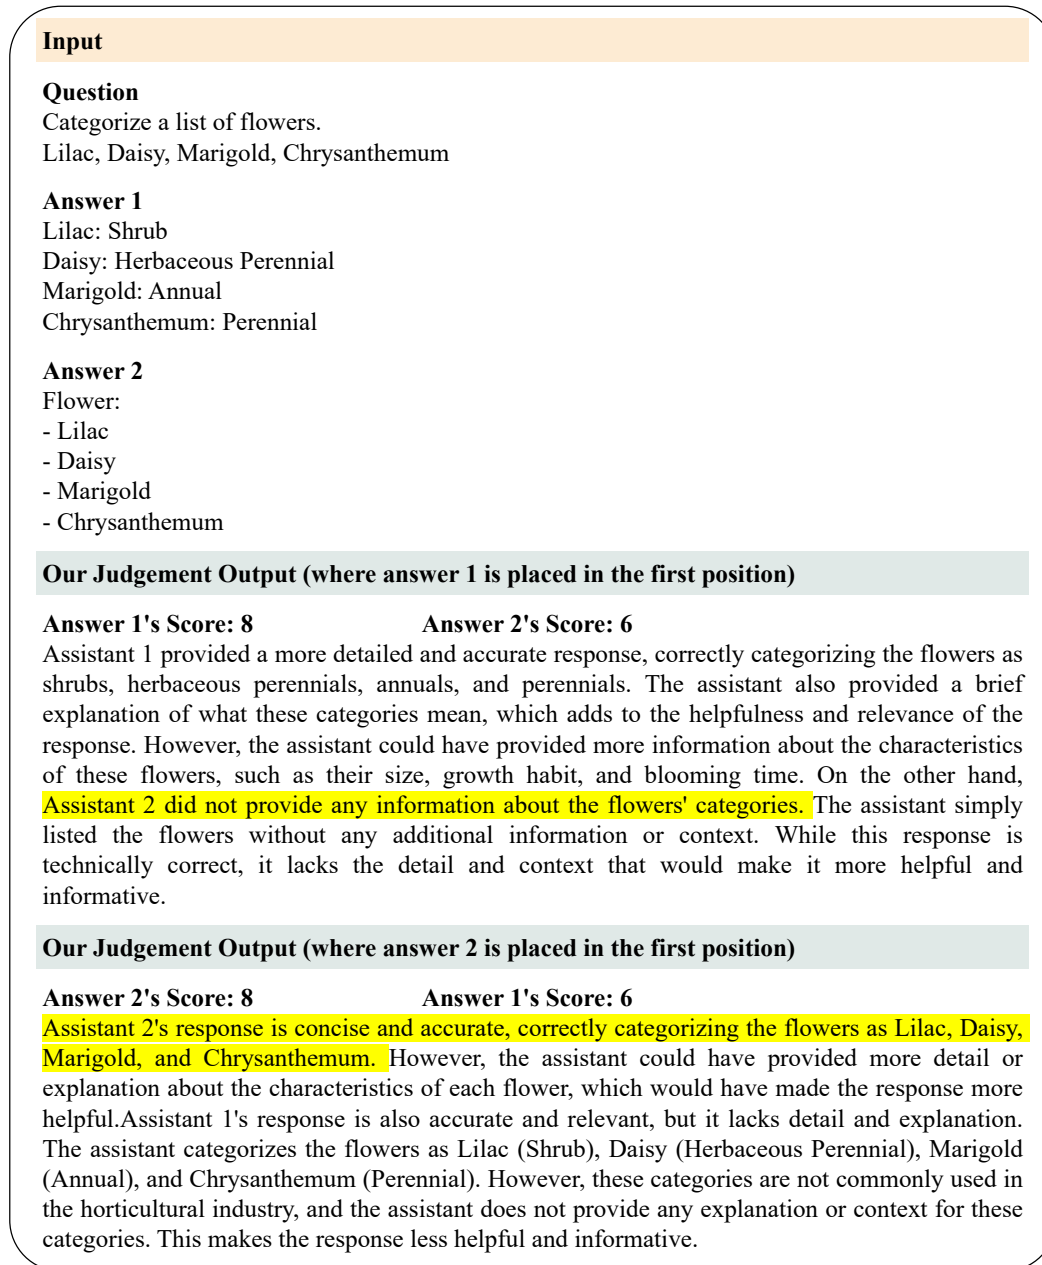 Input
Question
Categorize a list of flowers.
Lilac, Daisy, Marigold, Chrysanthemum
Answer 1
Lilac: Shrub
Daisy: Herbaceous Perennial
Marigold: Annual
Chrysanthemum: Perennial
Answer 2
Flower:
- Lilac
- Daisy
- Marigold
- Chrysanthemum
Our Judgement Output (where answer 1 is placed in the first position)
Answer 1's Score: 8 Answer 2's Score: 6
Assistant 1 provided a more detailed and accurate response, correctly categorizing the flowers as
shrubs, herbaceous perennials, annuals, and perennials. The assistant also provided a brief
explanation of what these categories mean, which adds to the helpfulness and relevance of the
response. However, the assistant could have provided more information about the characteristics
of these flowers, such as their size, growth habit, and blooming time. On the other hand,
Assistant 2 did not provide any information about the flowers' categories. The assistant simply
listed the flowers without any additional information or context. While this response is
technically correct, it lacks the detail and context that would make it more helpful and
informative.
Our Judgement Output (where answer 2 is placed in the first position)
Answer 2's Score: 8 Answer 1's Score: 6
Assistant 2's response is concise and accurate, correctly categorizing the flowers as Lilac, Daisy,
Marigold, and Chrysanthemum. However, the assistant could have provided more detail or
explanation about the characteristics of each flower, which would have made the response more
helpful.Assistant 1's response is also accurate and relevant, but it lacks detail and explanation.
The assistant categorizes the flowers as Lilac (Shrub), Daisy (Herbaceous Perennial), Marigold
(Annual), and Chrysanthemum (Perennial). However, these categories are not commonly used in
the horticultural industry, and the assistant does not provide any explanation or context for these
categories. This makes the response less helpful and informative.